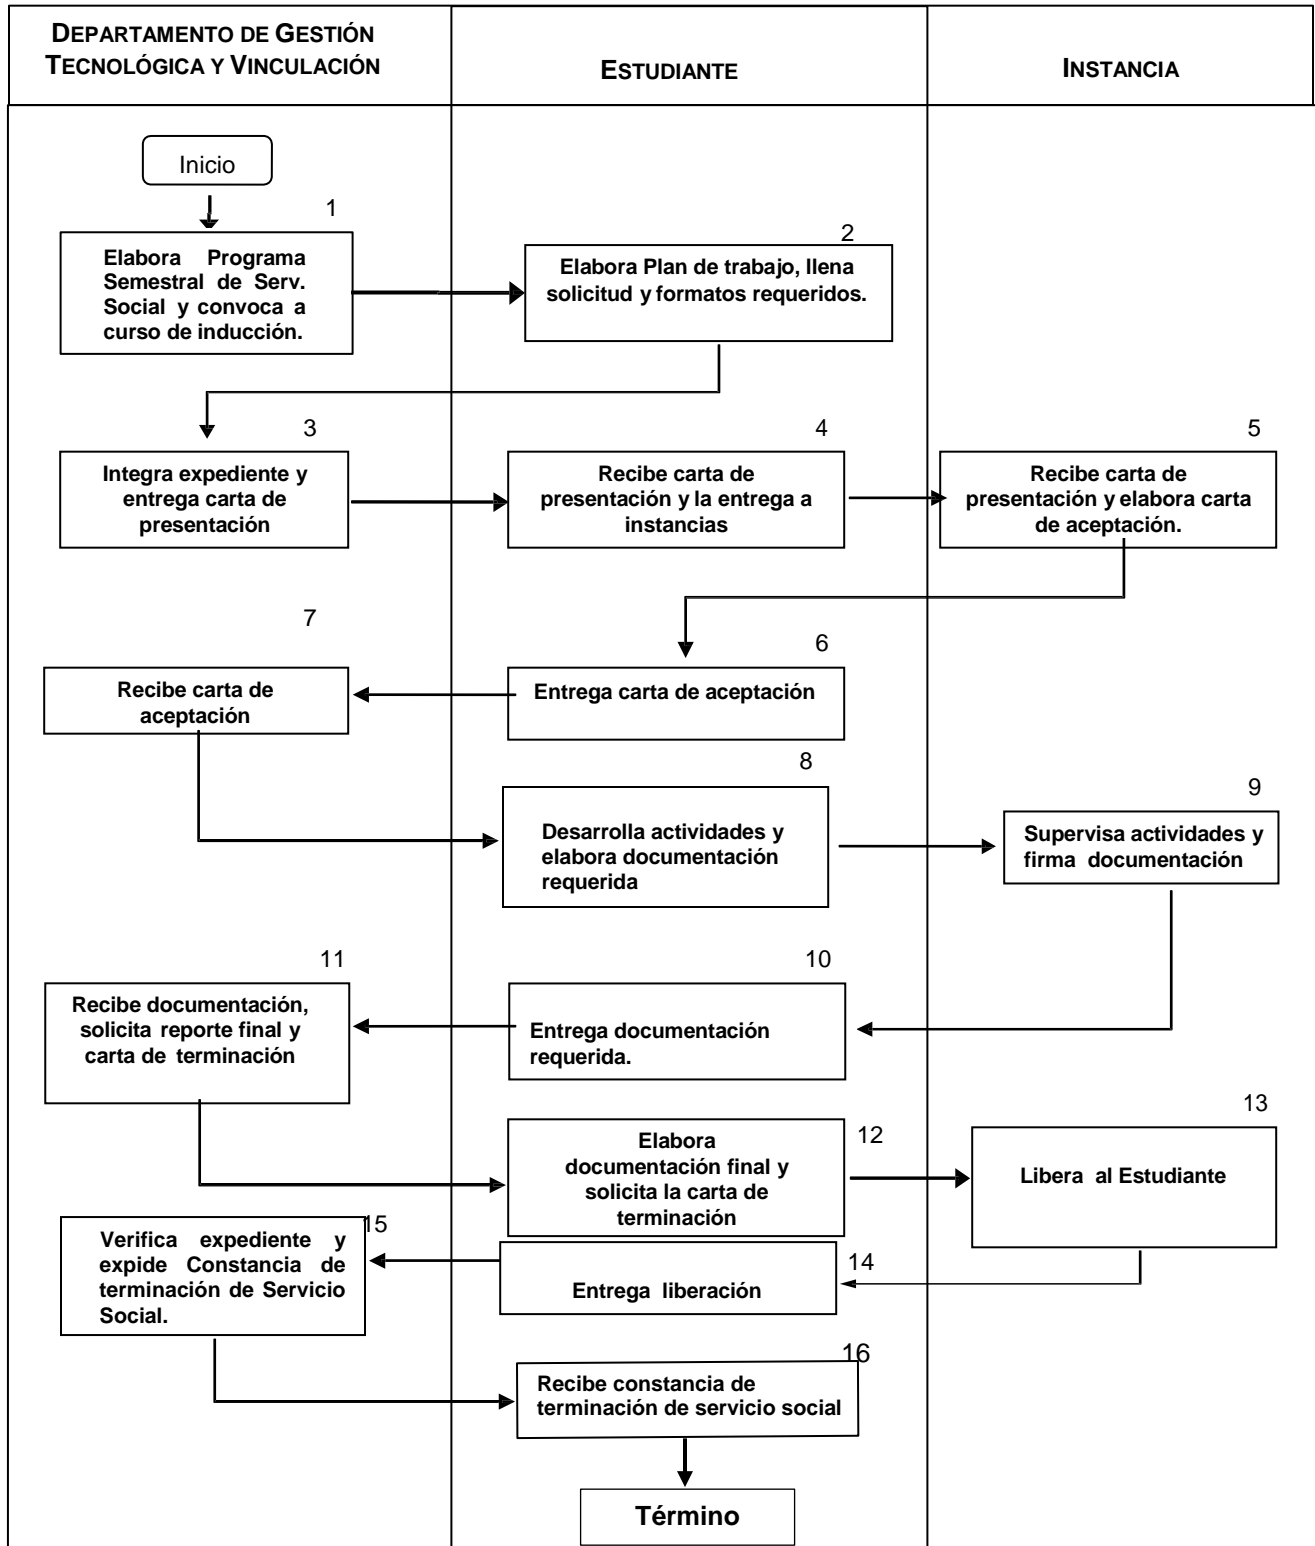 DEPARTAMENTO DE GESTIÓN
TECNOLÓGICA Y VINCULACIÓN
ESTUDIANTE
INSTANCIA
Inicio
1
Elabora Programa
Semestral de Serv.
Social y convoca a
curso de inducción.
2
Elabora Plan de trabajo, llena
solicitud y formatos requeridos.
3
Integra expediente y
entrega carta de
presentación
4
Recibe carta de
presentación y la entrega a
instancias
5
Recibe carta de
presentación y elabora carta
de aceptación.
6
Entrega carta de aceptación
7
Recibe carta de
aceptación
8
Desarrolla actividades y
elabora documentación
requerida
9
Supervisa actividades y
firma documentación
10
Entrega documentación
requerida.
11
Recibe documentación,
solicita reporte final y
carta de terminación
12
Elabora
documentación final y
solicita la carta de
terminación
13
Libera al Estudiante
14
Entrega liberación
15
Verifica expediente y
expide Constancia de
terminación de Servicio
Social.
16
Recibe constancia de
terminación de servicio social
Término